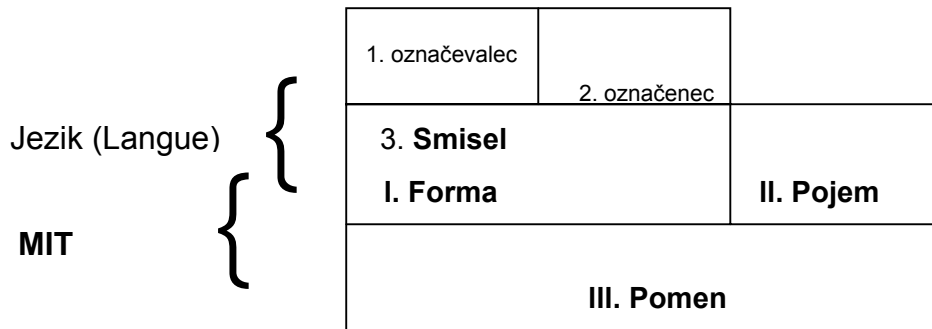 1. označevalec
2. označenec
Jezik (Langue)
3. Smisel
I. Forma
II. Pojem
MIT
III. Pomen